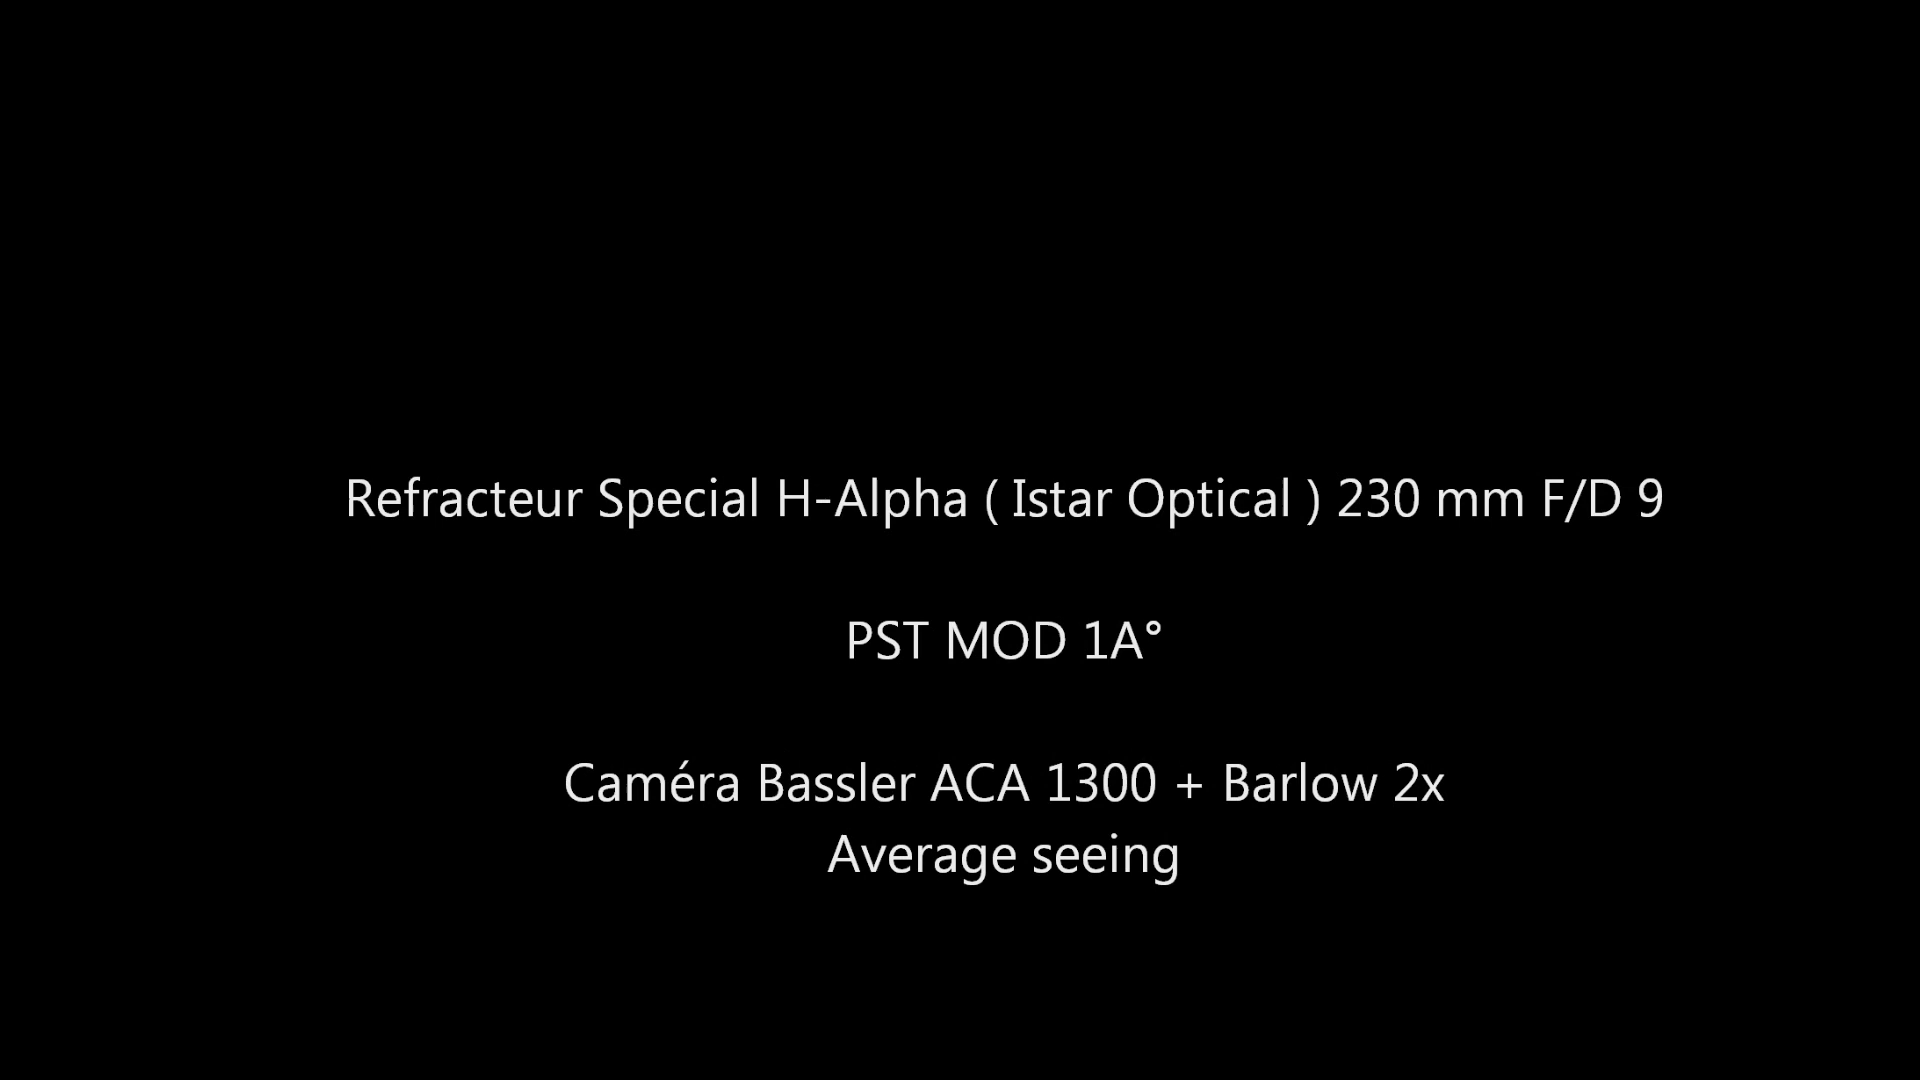 Refracteur Special H-Alpha ( Istar Optical ) 230 mm F/D 9
PST MOD 1A°
Caméra Bassler ACA 1300 + Barlow 2x
Average seeing